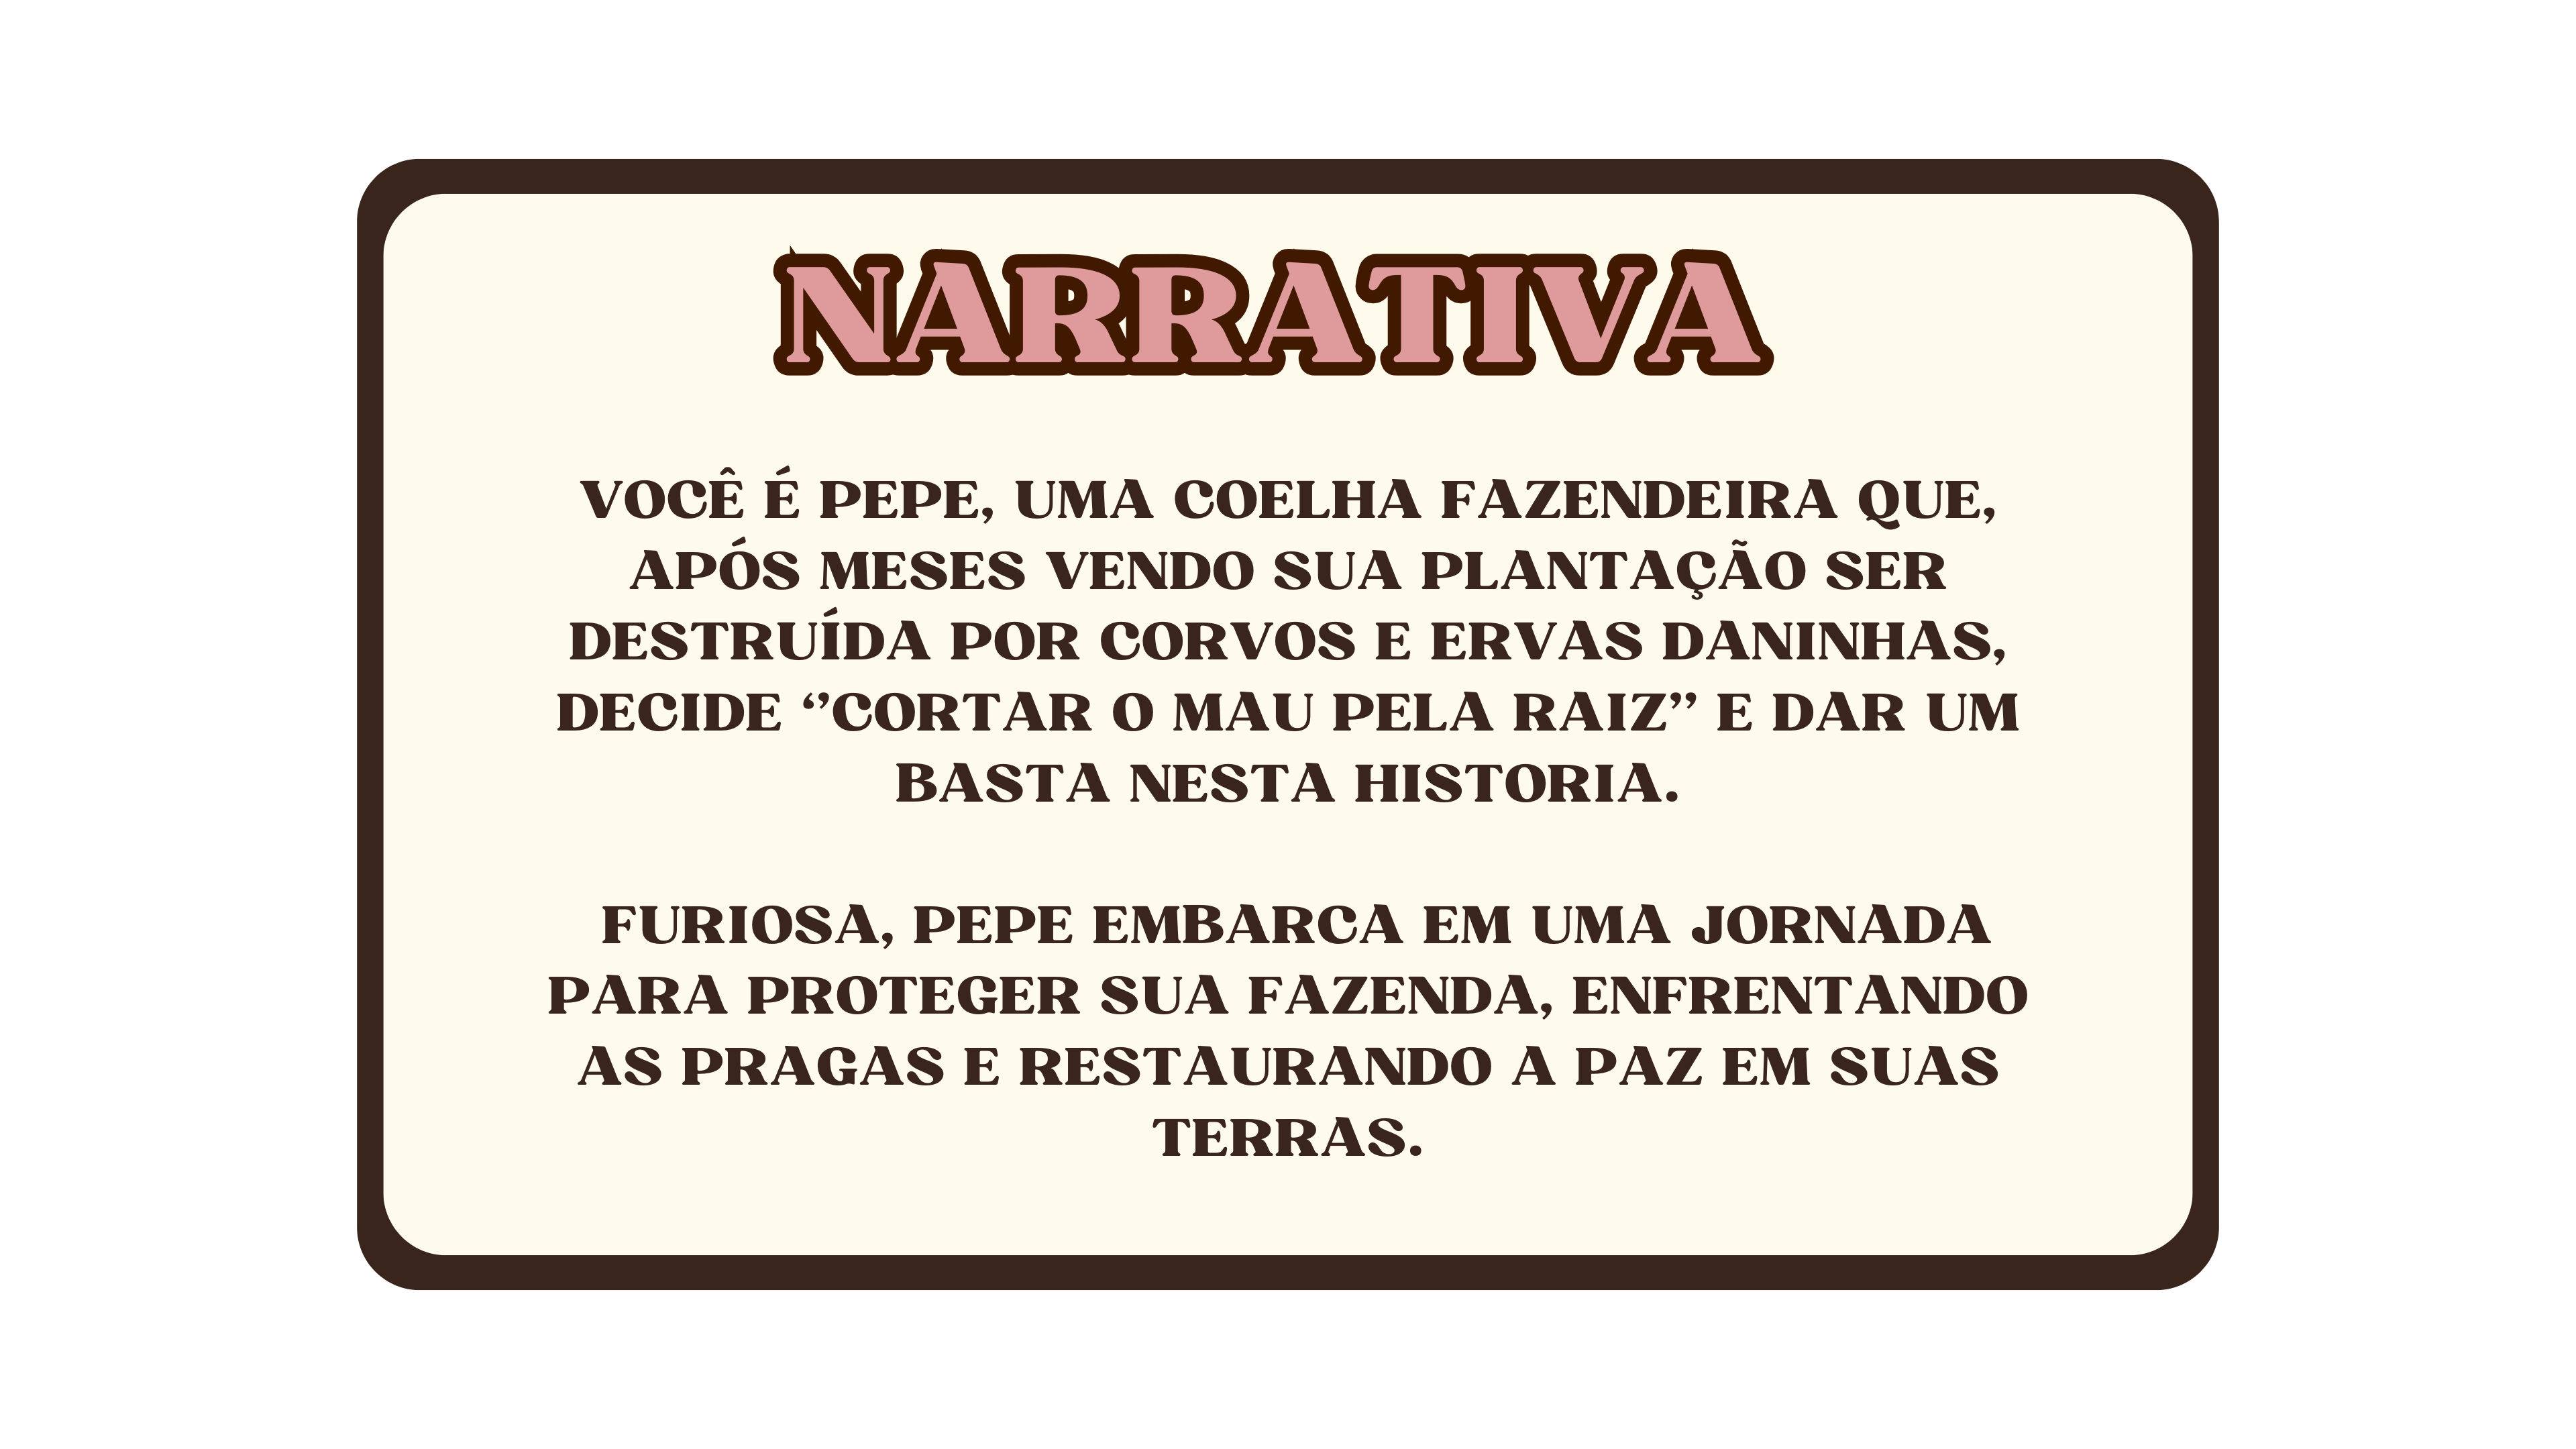 NARRATIVA
VOCÊ É PEPE, UMA COELHA FAZENDEIRA QUE,
APÓS MESES VENDO SUA PLANTAÇÃO SER
DESTRUÍDA POR CORVOS E ERVAS DANINHAS,
DECIDE ‘’CORTAR O MAU PELA RAIZ’’ E DAR UM
BASTA NESTA HISTORIA.
FURIOSA, PEPE EMBARCA EM UMA JORNADA
PARA PROTEGER SUA FAZENDA, ENFRENTANDO
AS PRAGAS E RESTAURANDO A PAZ EM SUAS
TERRAS.